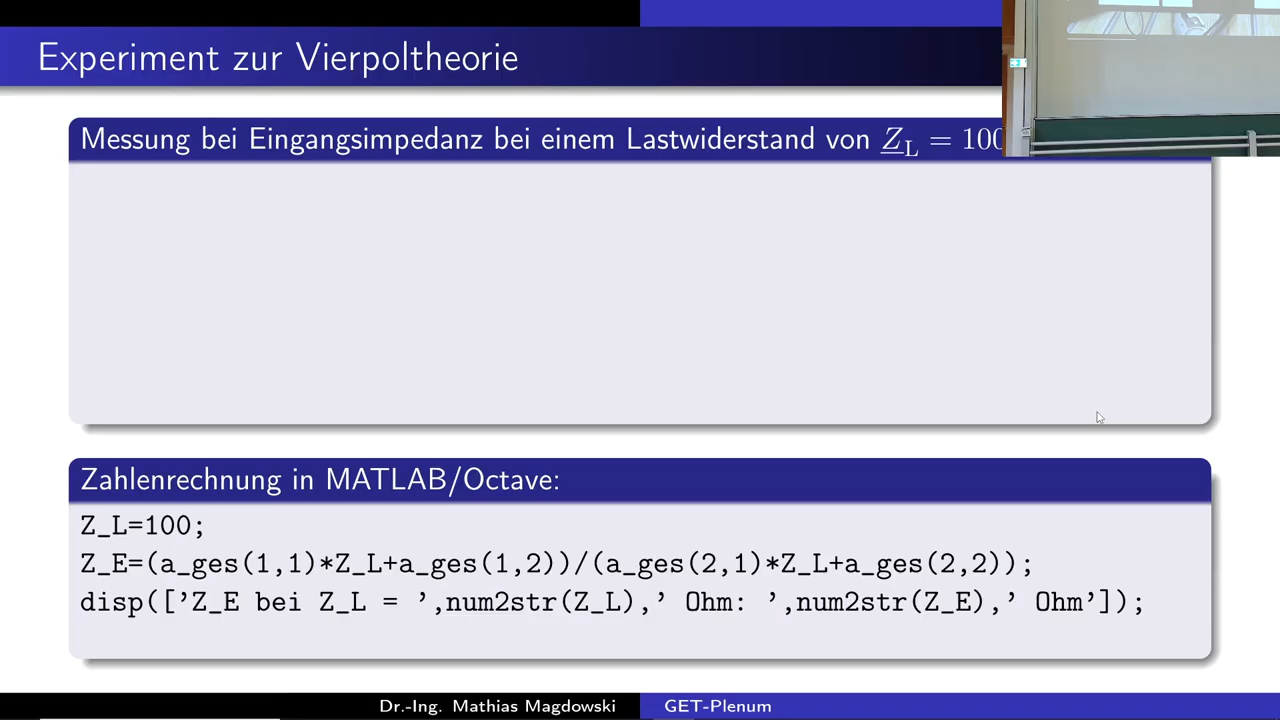 Experiment zur Vierpoltheorie
Messung bei Eingangsimpedanz bei einem Lastwiderstand von Z_L = 100
Zahlenrechnung in MATLAB/Octave:
Z_L=100;
Z_E=(a_ges(1,1)*Z_L+a_ges(1,2))/(a_ges(2,1)*Z_L+a_ges(2,2));
disp(['Z_E bei Z_L = ',num2str(Z_L),' Ohm: ',num2str(Z_E),' Ohm']);
Dr.-Ing. Mathias Magdowski
GET-Plenum